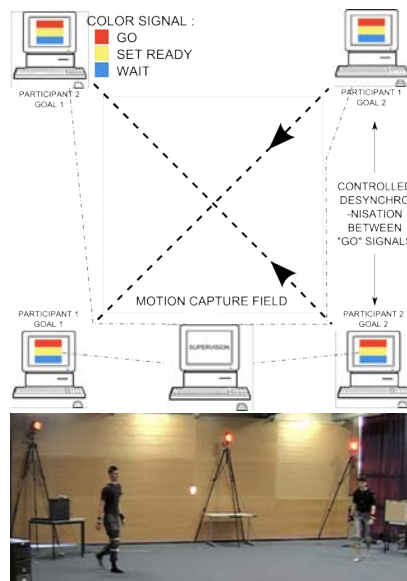 COLOR SIGNAL :
GO
SET READY
WAIT
PARTICIPANT 2
GOAL 1
PARTICIPANT 1
GOAL 2
CONTROLLED
DESYNCHRO
-NISATION
BETWEEN
"GO" SIGNALS
MOTION CAPTURE FIELD
PARTICIPANT 1
GOAL 1
SUPERVISION
PARTICIPANT 2
GOAL 2